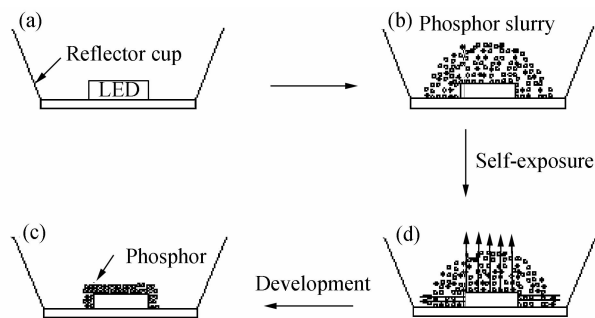 (a)
Reflector cup
LED
(b)
Phosphor slurry
Self-exposure
(c)
Phosphor
Development
(d)